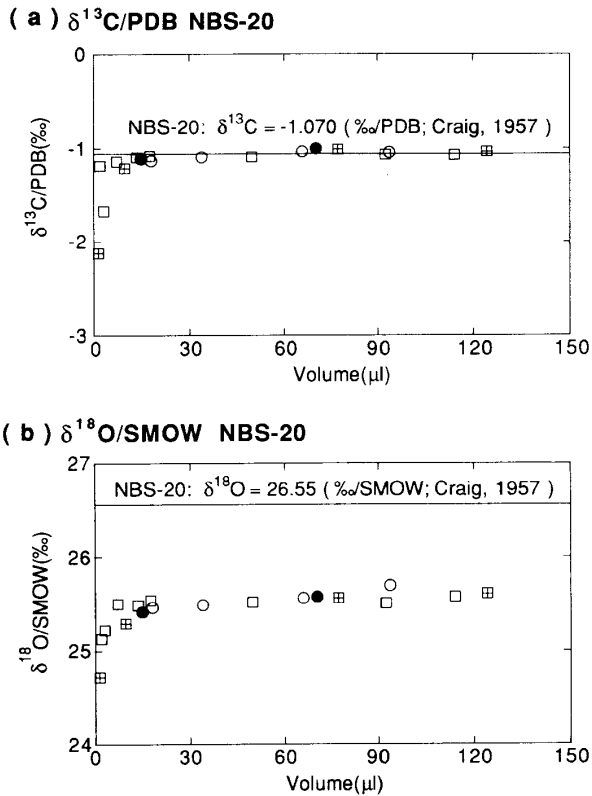 ( a ) δ¹³C/PDB NBS-20
0
NBS-20: δ¹³C = -1.070 ( ‰/PDB; Craig, 1957 )
-1
δ¹³C/PDB(‰)
-2
-3
0 30 60 90 120 150
Volume(μl)
( b ) δ¹⁸O/SMOW NBS-20
27
NBS-20: δ¹⁸O = 26.55 ( ‰/SMOW; Craig, 1957 )
26
δ¹⁸O/SMOW(‰)
25
24
0 30 60 90 120 150
Volume(μl)